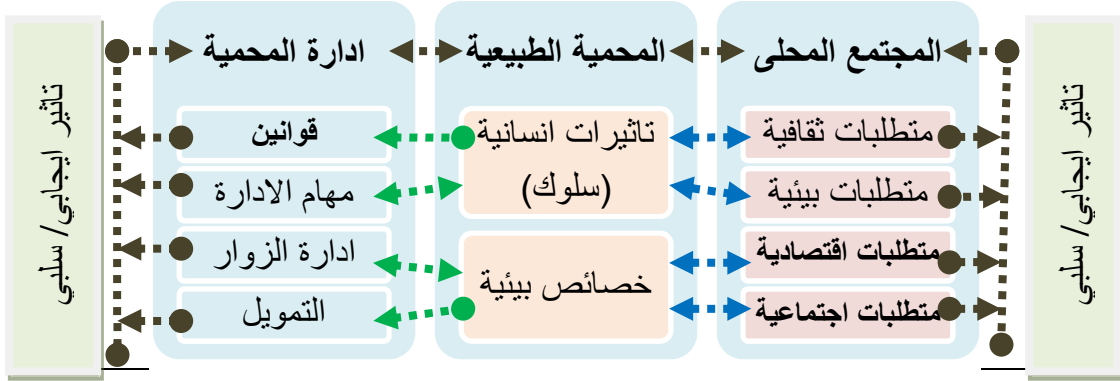 تاثير ايجابي/ سلبي
المجتمع المحلى
متطلبات ثقافية
متطلبات بيئية
متطلبات اقتصادية
متطلبات اجتماعية
المحمية الطبيعية
تاثيرات انسانية
(سلوك)
خصائص بيئية
ادارة المحمية
قوانين
مهام الادارة
ادارة الزوار
التمويل
تاثير ايجابي/ سلبي